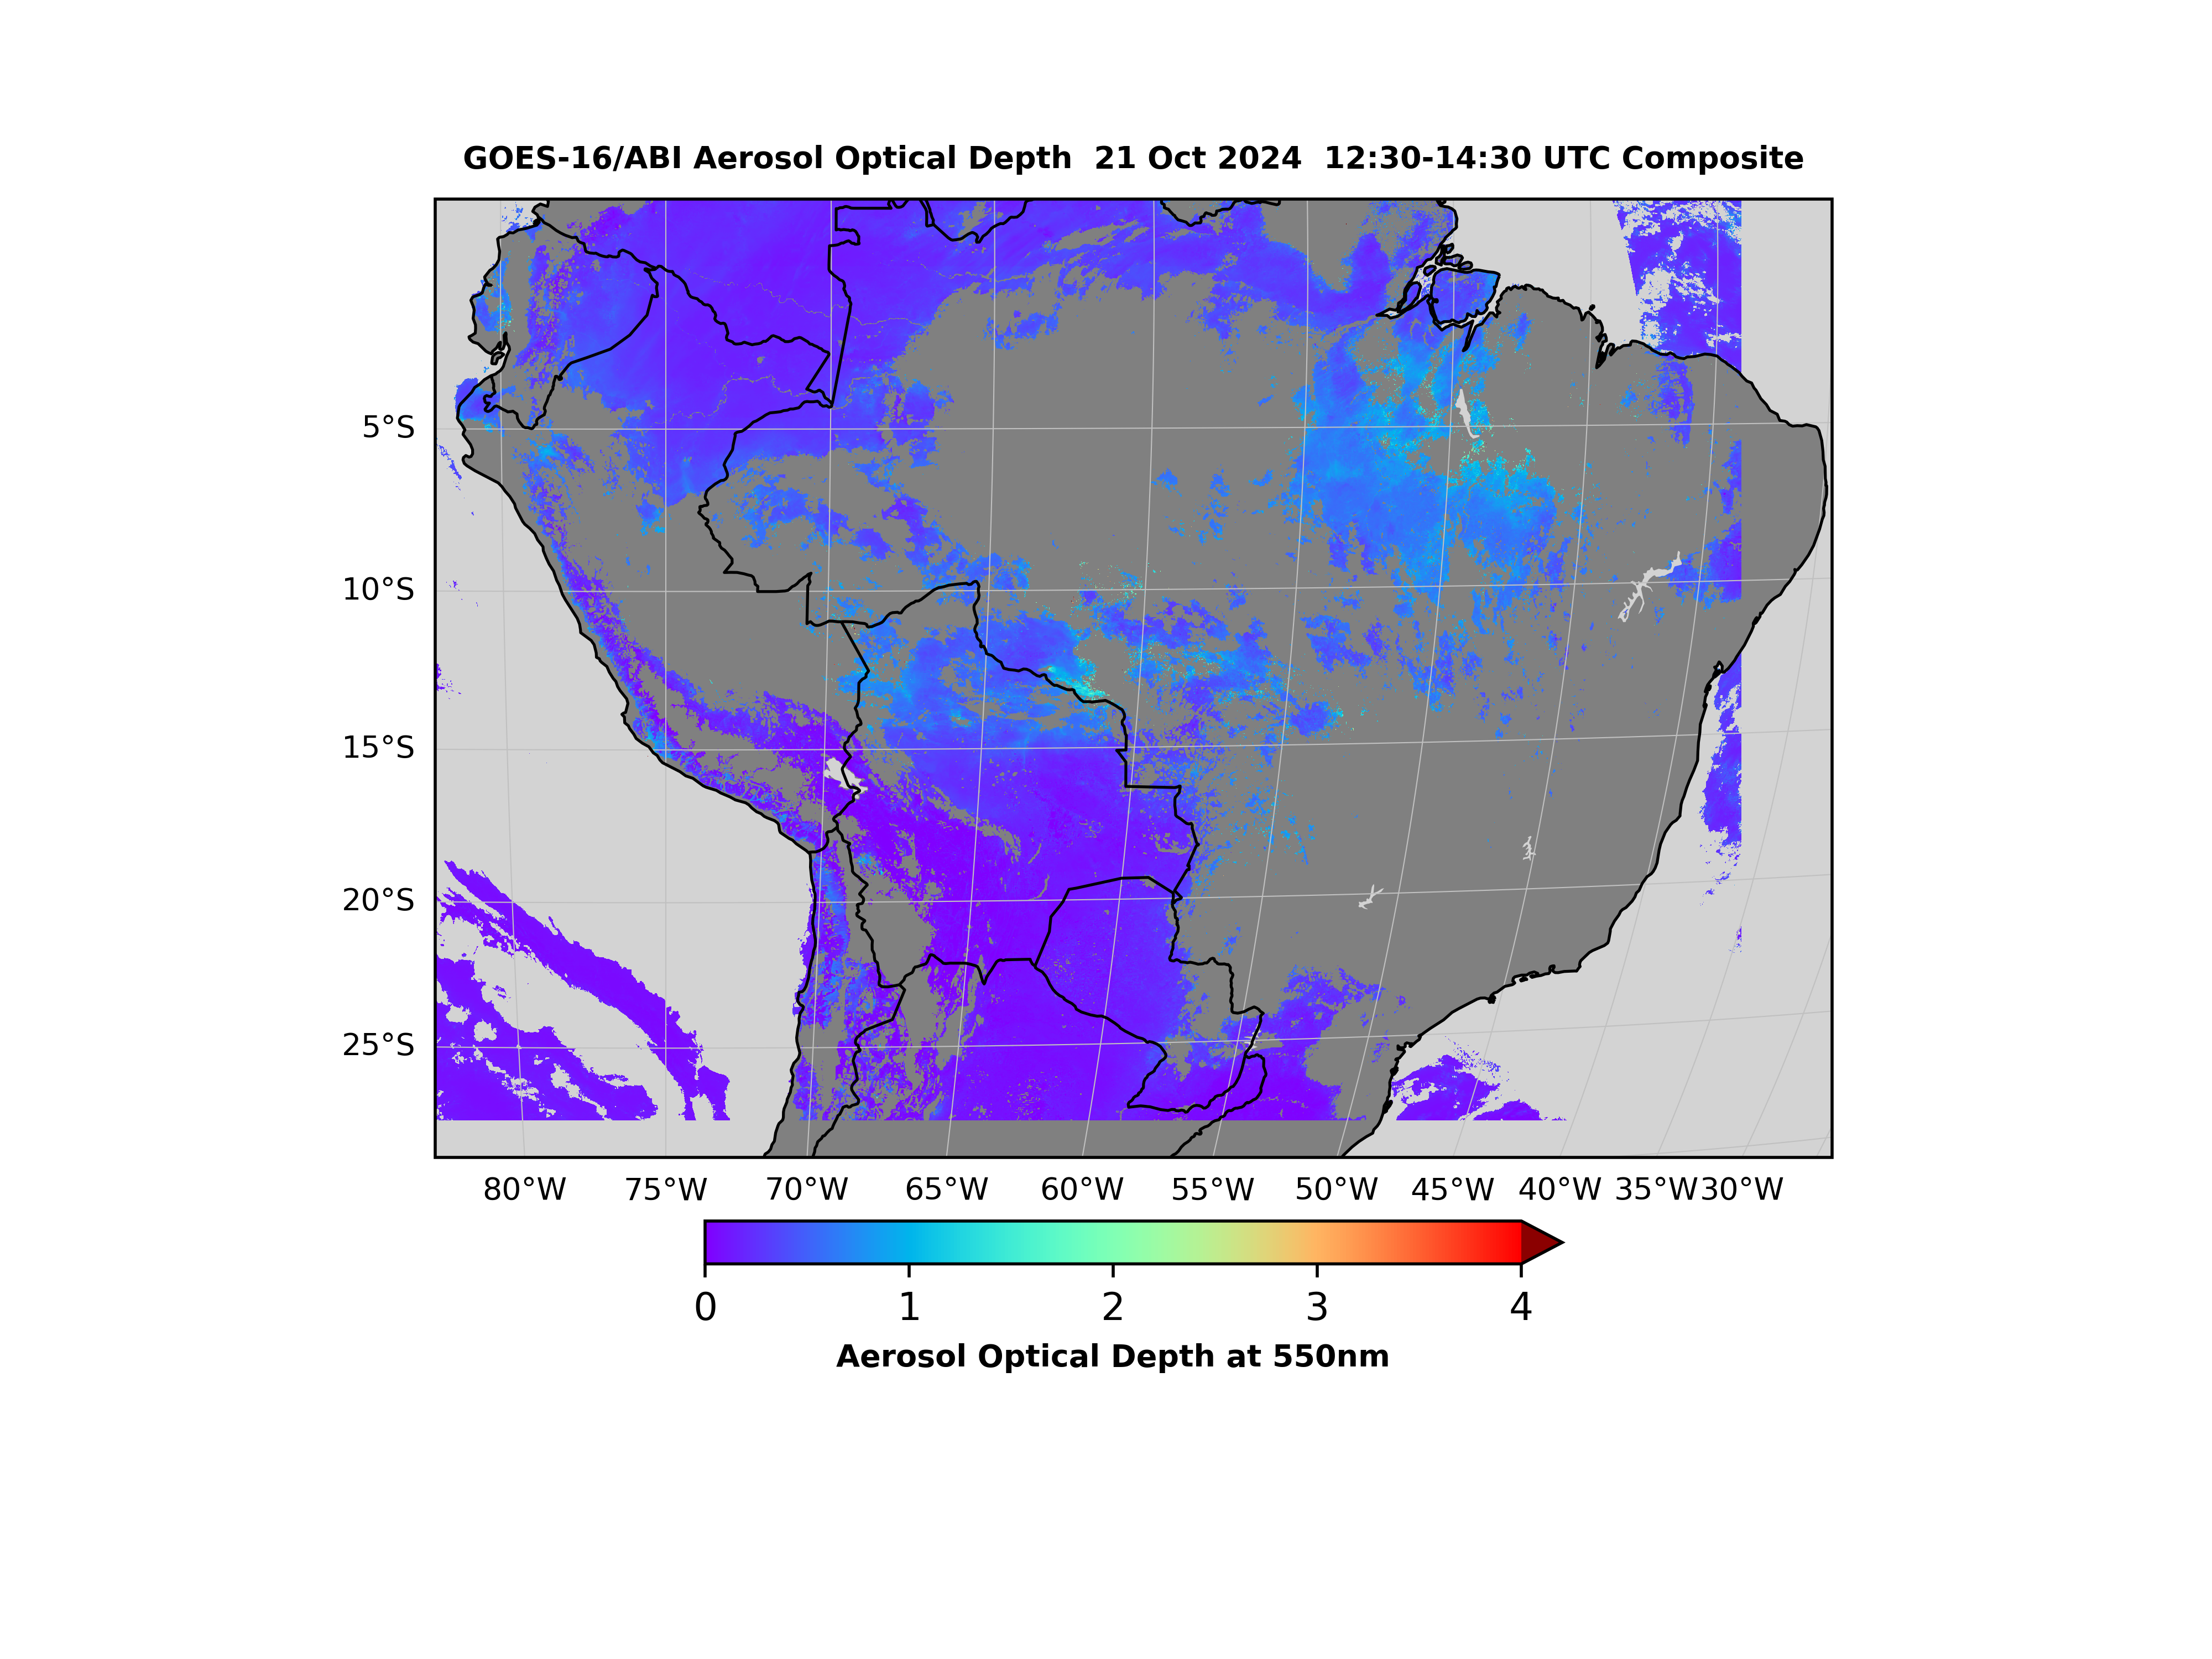 GOES-16/ABI Aerosol Optical Depth  21 Oct 2024  12:30-14:30 UTC Composite
5°S
10°S
15°S
20°S
25°S
80°W 75°W 70°W 65°W 60°W 55°W 50°W 45°W 40°W 35°W 30°W
0 1 2 3 4
Aerosol Optical Depth at 550nm